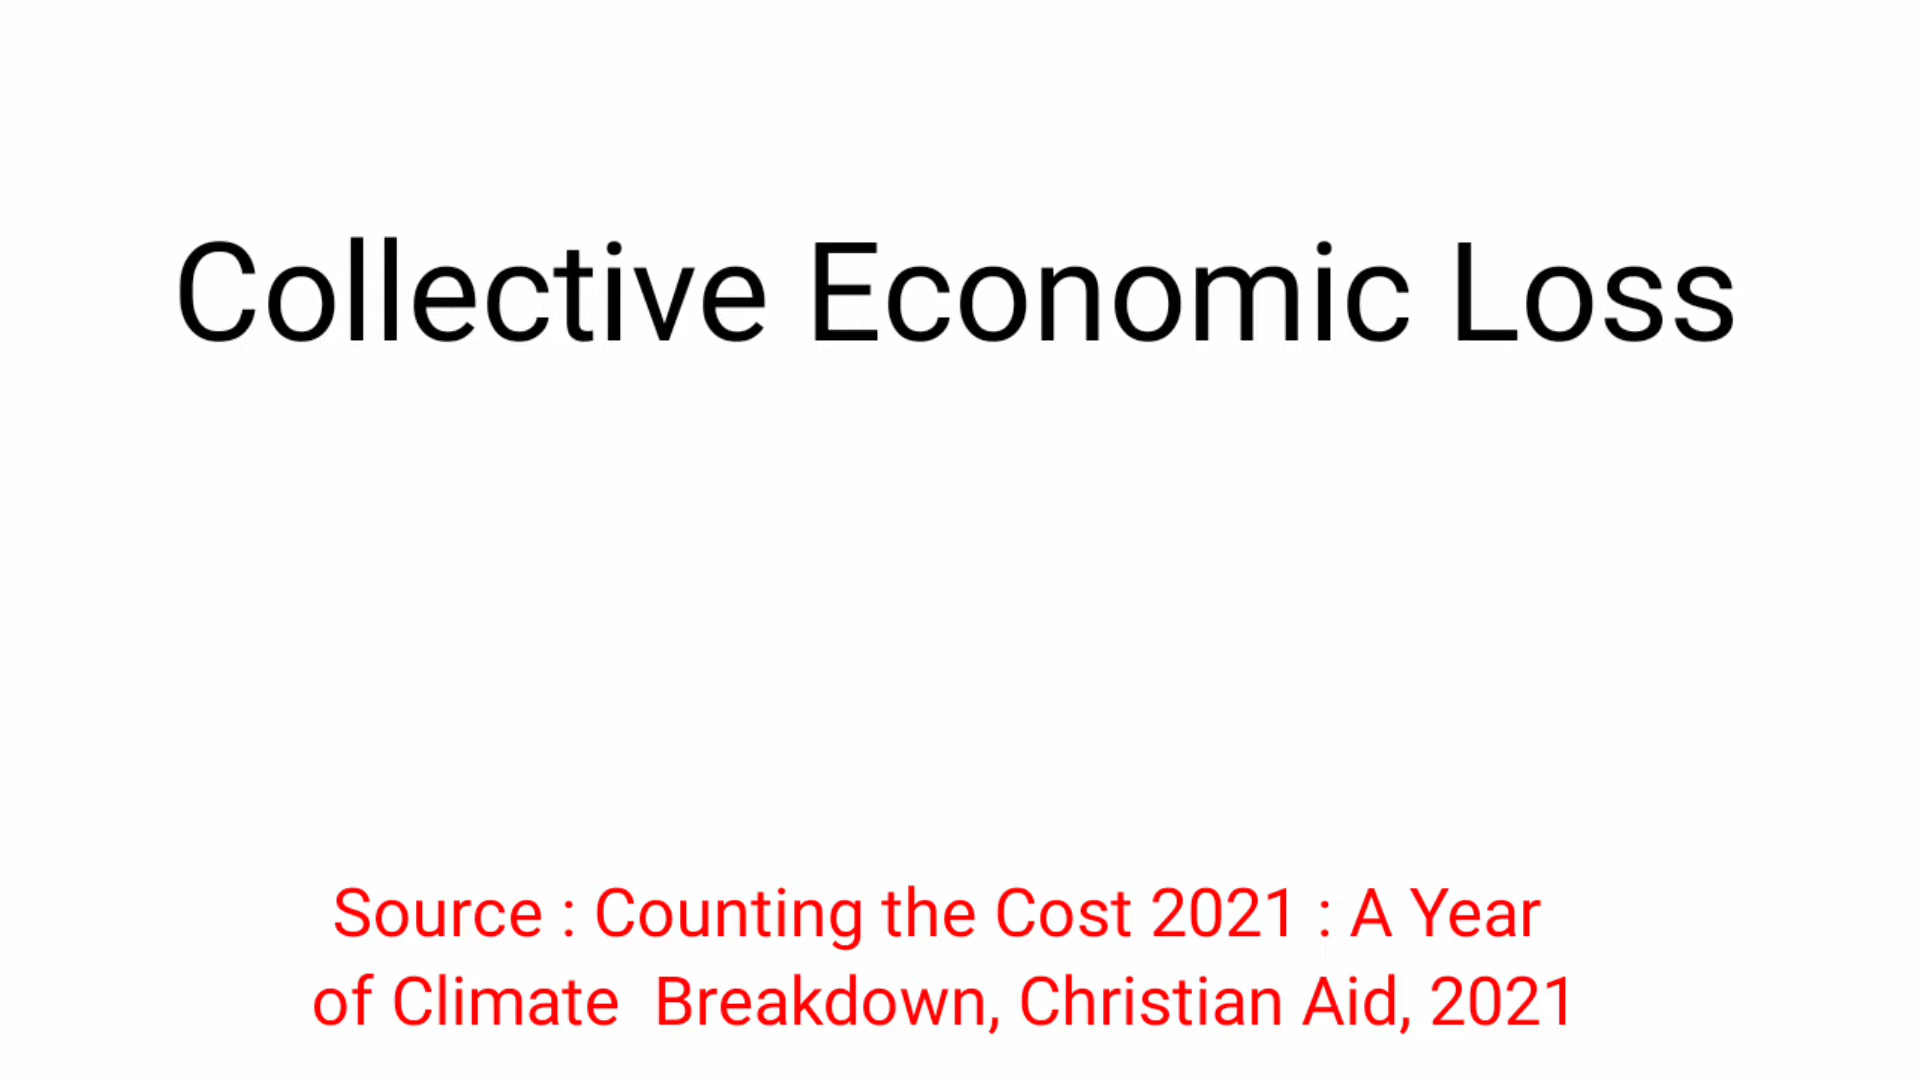 Collective Economic Loss
Source : Counting the Cost 2021 : A Year
of Climate  Breakdown, Christian Aid, 2021